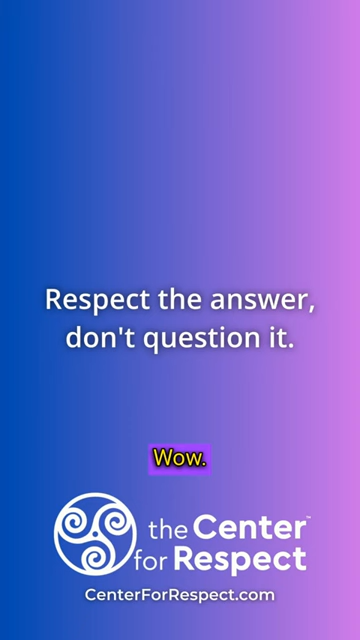 Respect the answer,
don't question it.
Wow.
the Center™
for Respect
CenterForRespect.com